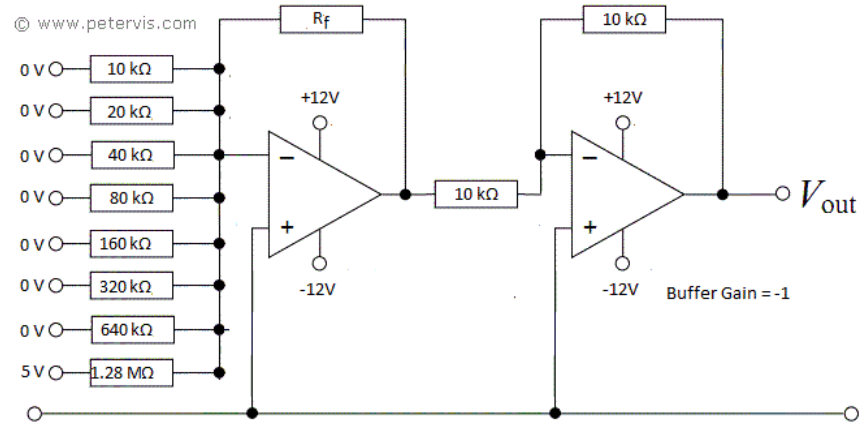 © www.petervis.com
Rf
10 kΩ
0 V 10 kΩ
0 V 20 kΩ
+12V
+12V
0 V 40 kΩ
−
−
0 V 80 kΩ
10 kΩ
Vout
+
+
0 V 160 kΩ
0 V 320 kΩ
-12V
-12V
Buffer Gain = -1
0 V 640 kΩ
5 V 1.28 MΩ